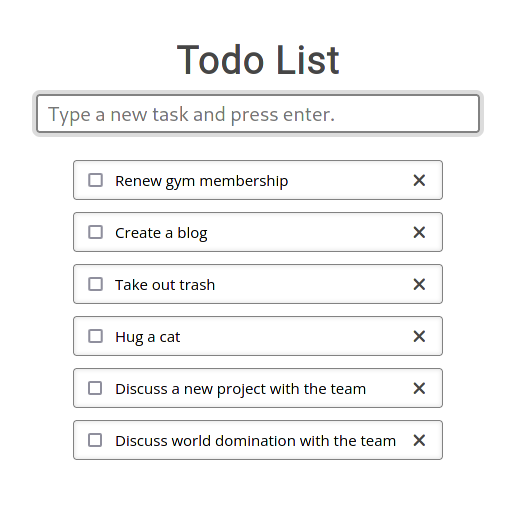 Todo List
Type a new task and press enter.
Renew gym membership
Create a blog
Take out trash
Hug a cat
Discuss a new project with the team
Discuss world domination with the team